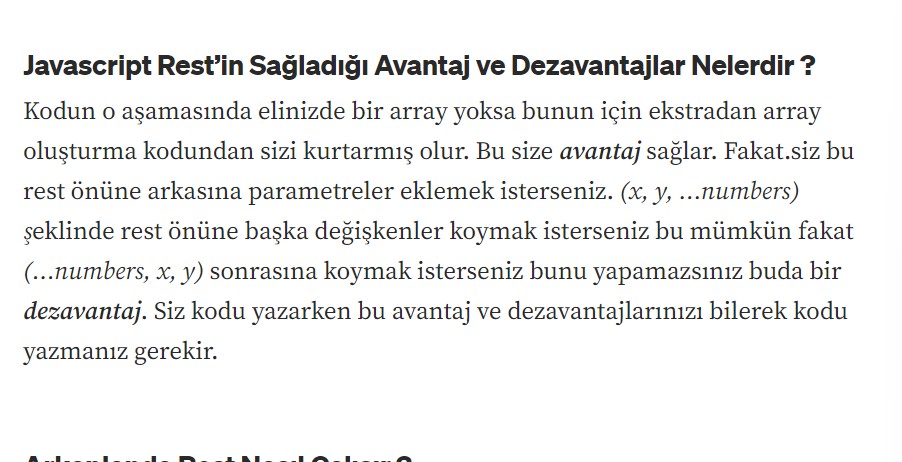 Javascript Rest’in Sağladığı Avantaj ve Dezavantajlar Nelerdir ?
Kodun o aşamasında elinizde bir array yoksa bunun için ekstradan array
oluşturma kodundan sizi kurtarmış olur. Bu size avantaj sağlar. Fakat.siz bu
rest önüne arkasına parametreler eklemek isterseniz. (x, y, …numbers)
şeklinde rest önüne başka değişkenler koymak isterseniz bu mümkün fakat
(…numbers, x, y) sonrasına koymak isterseniz bunu yapamazsınız buda bir
dezavantaj. Siz kodu yazarken bu avantaj ve dezavantajlarınızı bilerek kodu
yazmanız gerekir.